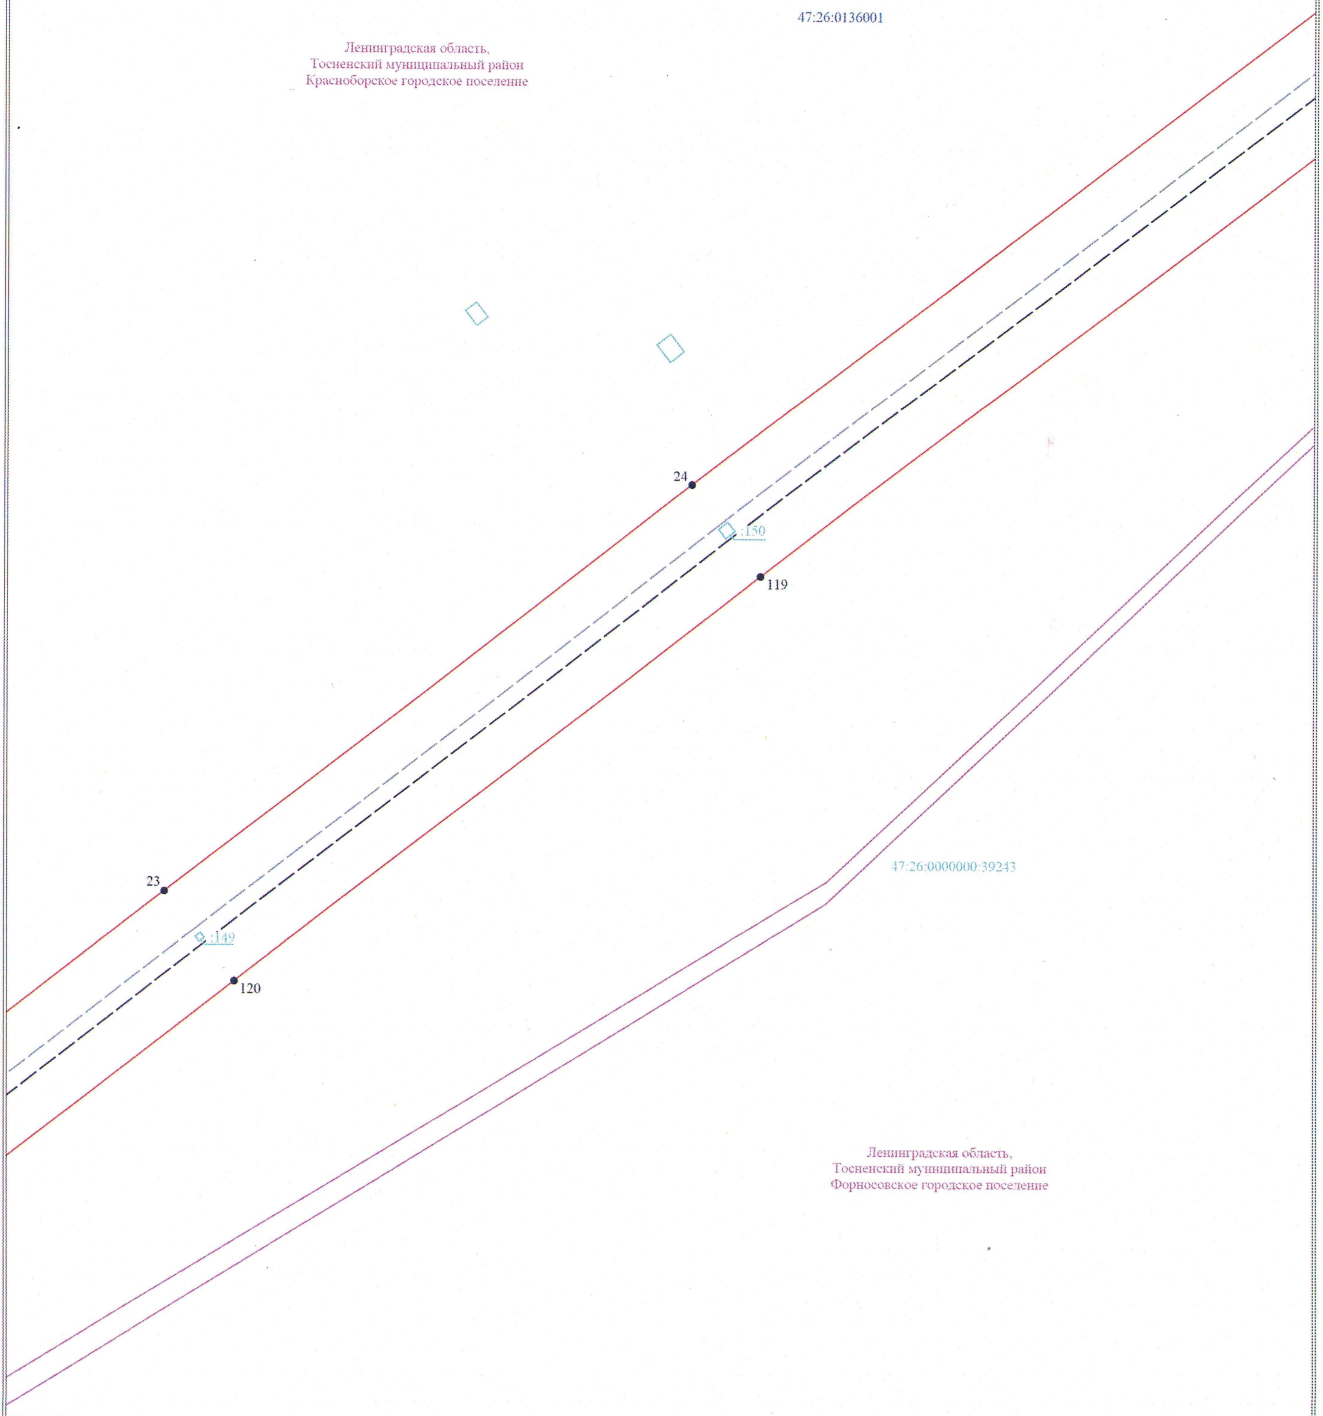 47:26:0136001
Ленинградская область,
Тосненский муниципальный район
Красноборское городское поселение
24
:150
119
23
:149
120
47:26:0000000:39243
Ленинградская область,
Тосненский муниципальный район
Форносовское городское поселение